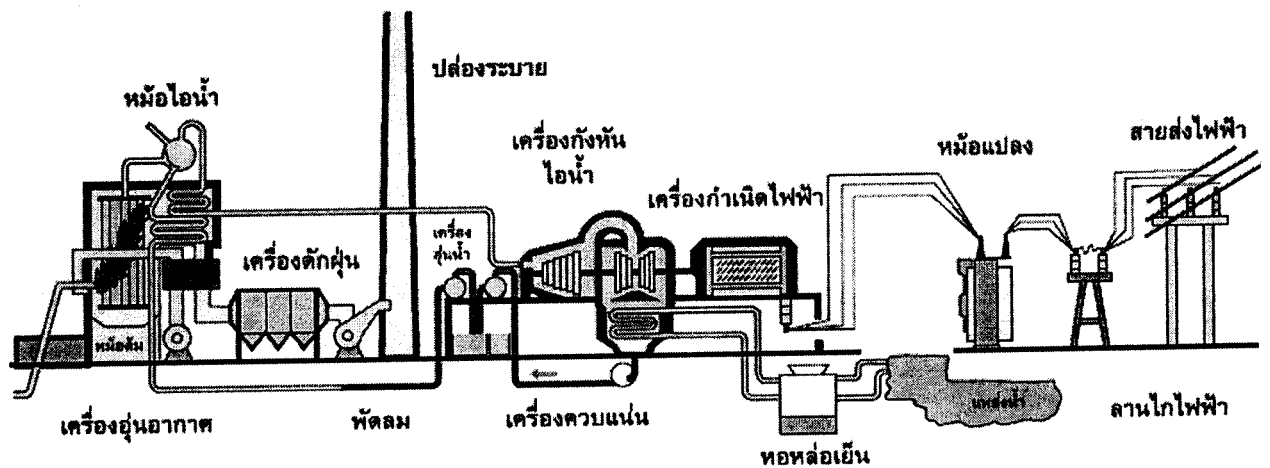 ปล่องระบาย
หม้อไอน้ำ
เครื่องกังหัน
ไอน้ำ
หม้อแปลง
สายส่งไฟฟ้า
เครื่องกำเนิดไฟฟ้า
เครื่อง
อุ่นน้ำ
เครื่องดักฝุ่น
หม้อต้ม
แหล่งน้ำ
เครื่องอุ่นอากาศ
พัดลม
เครื่องควบแน่น
ลานไกไฟฟ้า
หอหล่อเย็น